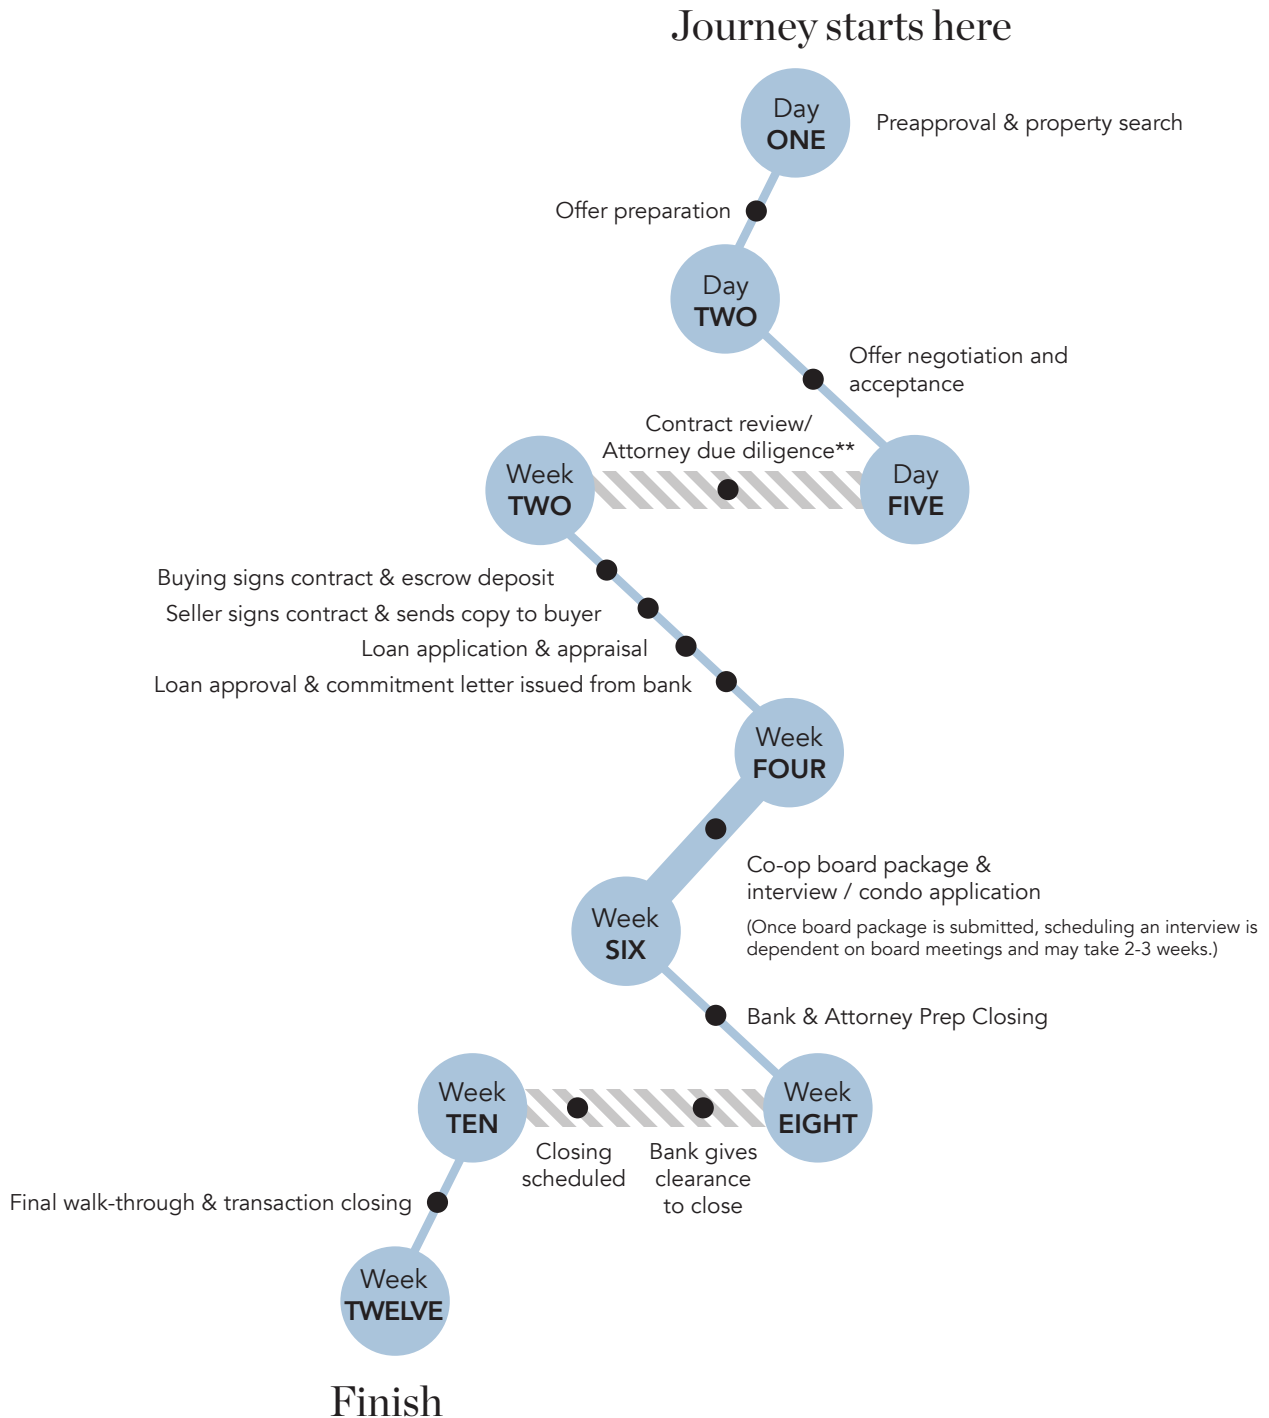 Journey starts here
Day
ONE
Preapproval & property search
Offer preparation
Day
TWO
Offer negotiation and
acceptance
Contract review/
Attorney due diligence**
Day
FIVE
Week
TWO
Buying signs contract & escrow deposit
Seller signs contract & sends copy to buyer
Loan application & appraisal
Loan approval & commitment letter issued from bank
Week
FOUR
Co-op board package &
interview / condo application
(Once board package is submitted, scheduling an interview is
dependent on board meetings and may take 2-3 weeks.)
Week
SIX
Bank & Attorney Prep Closing
Week
EIGHT
Bank gives
clearance
to close
Closing
scheduled
Week
TEN
Final walk-through & transaction closing
Week
TWELVE
Finish